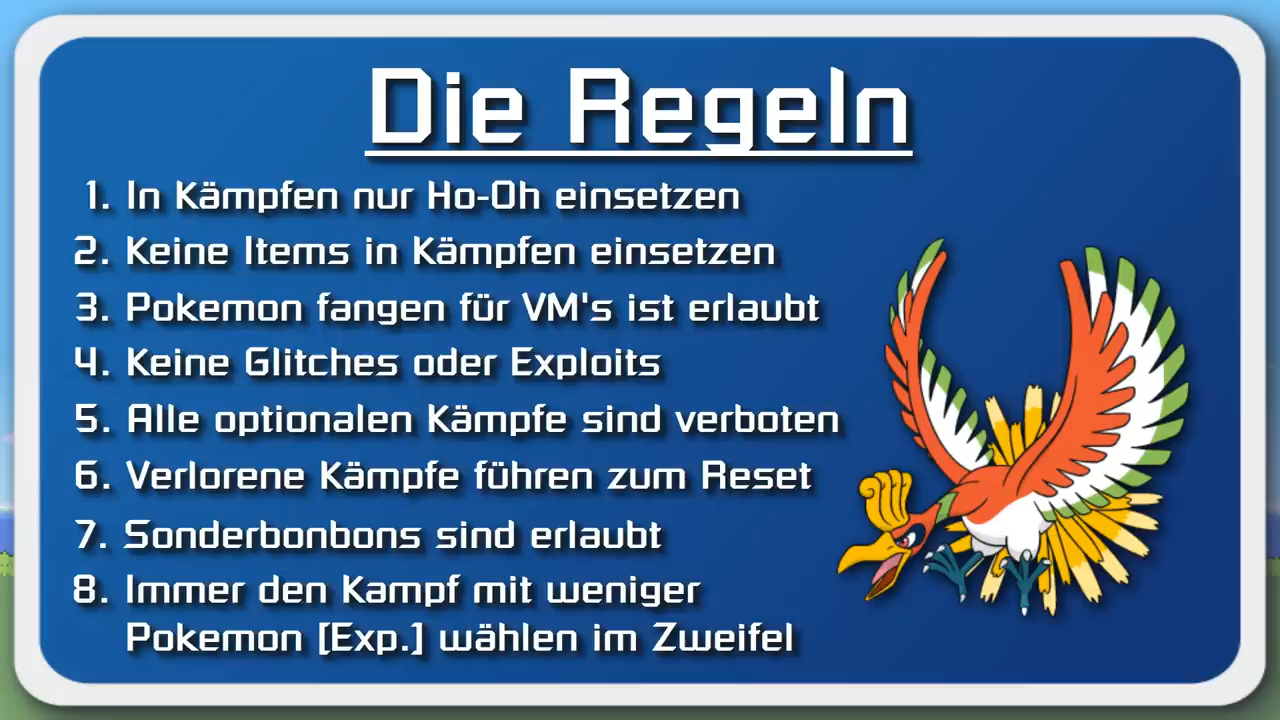 Die Regeln
1. In Kämpfen nur Ho-Oh einsetzen
2. Keine Items in Kämpfen einsetzen
3. Pokemon fangen für VM's ist erlaubt
4. Keine Glitches oder Exploits
5. Alle optionalen Kämpfe sind verboten
6. Verlorene Kämpfe führen zum Reset
7. Sonderbonbons sind erlaubt
8. Immer den Kampf mit weniger
Pokemon [Exp.] wählen im Zweifel